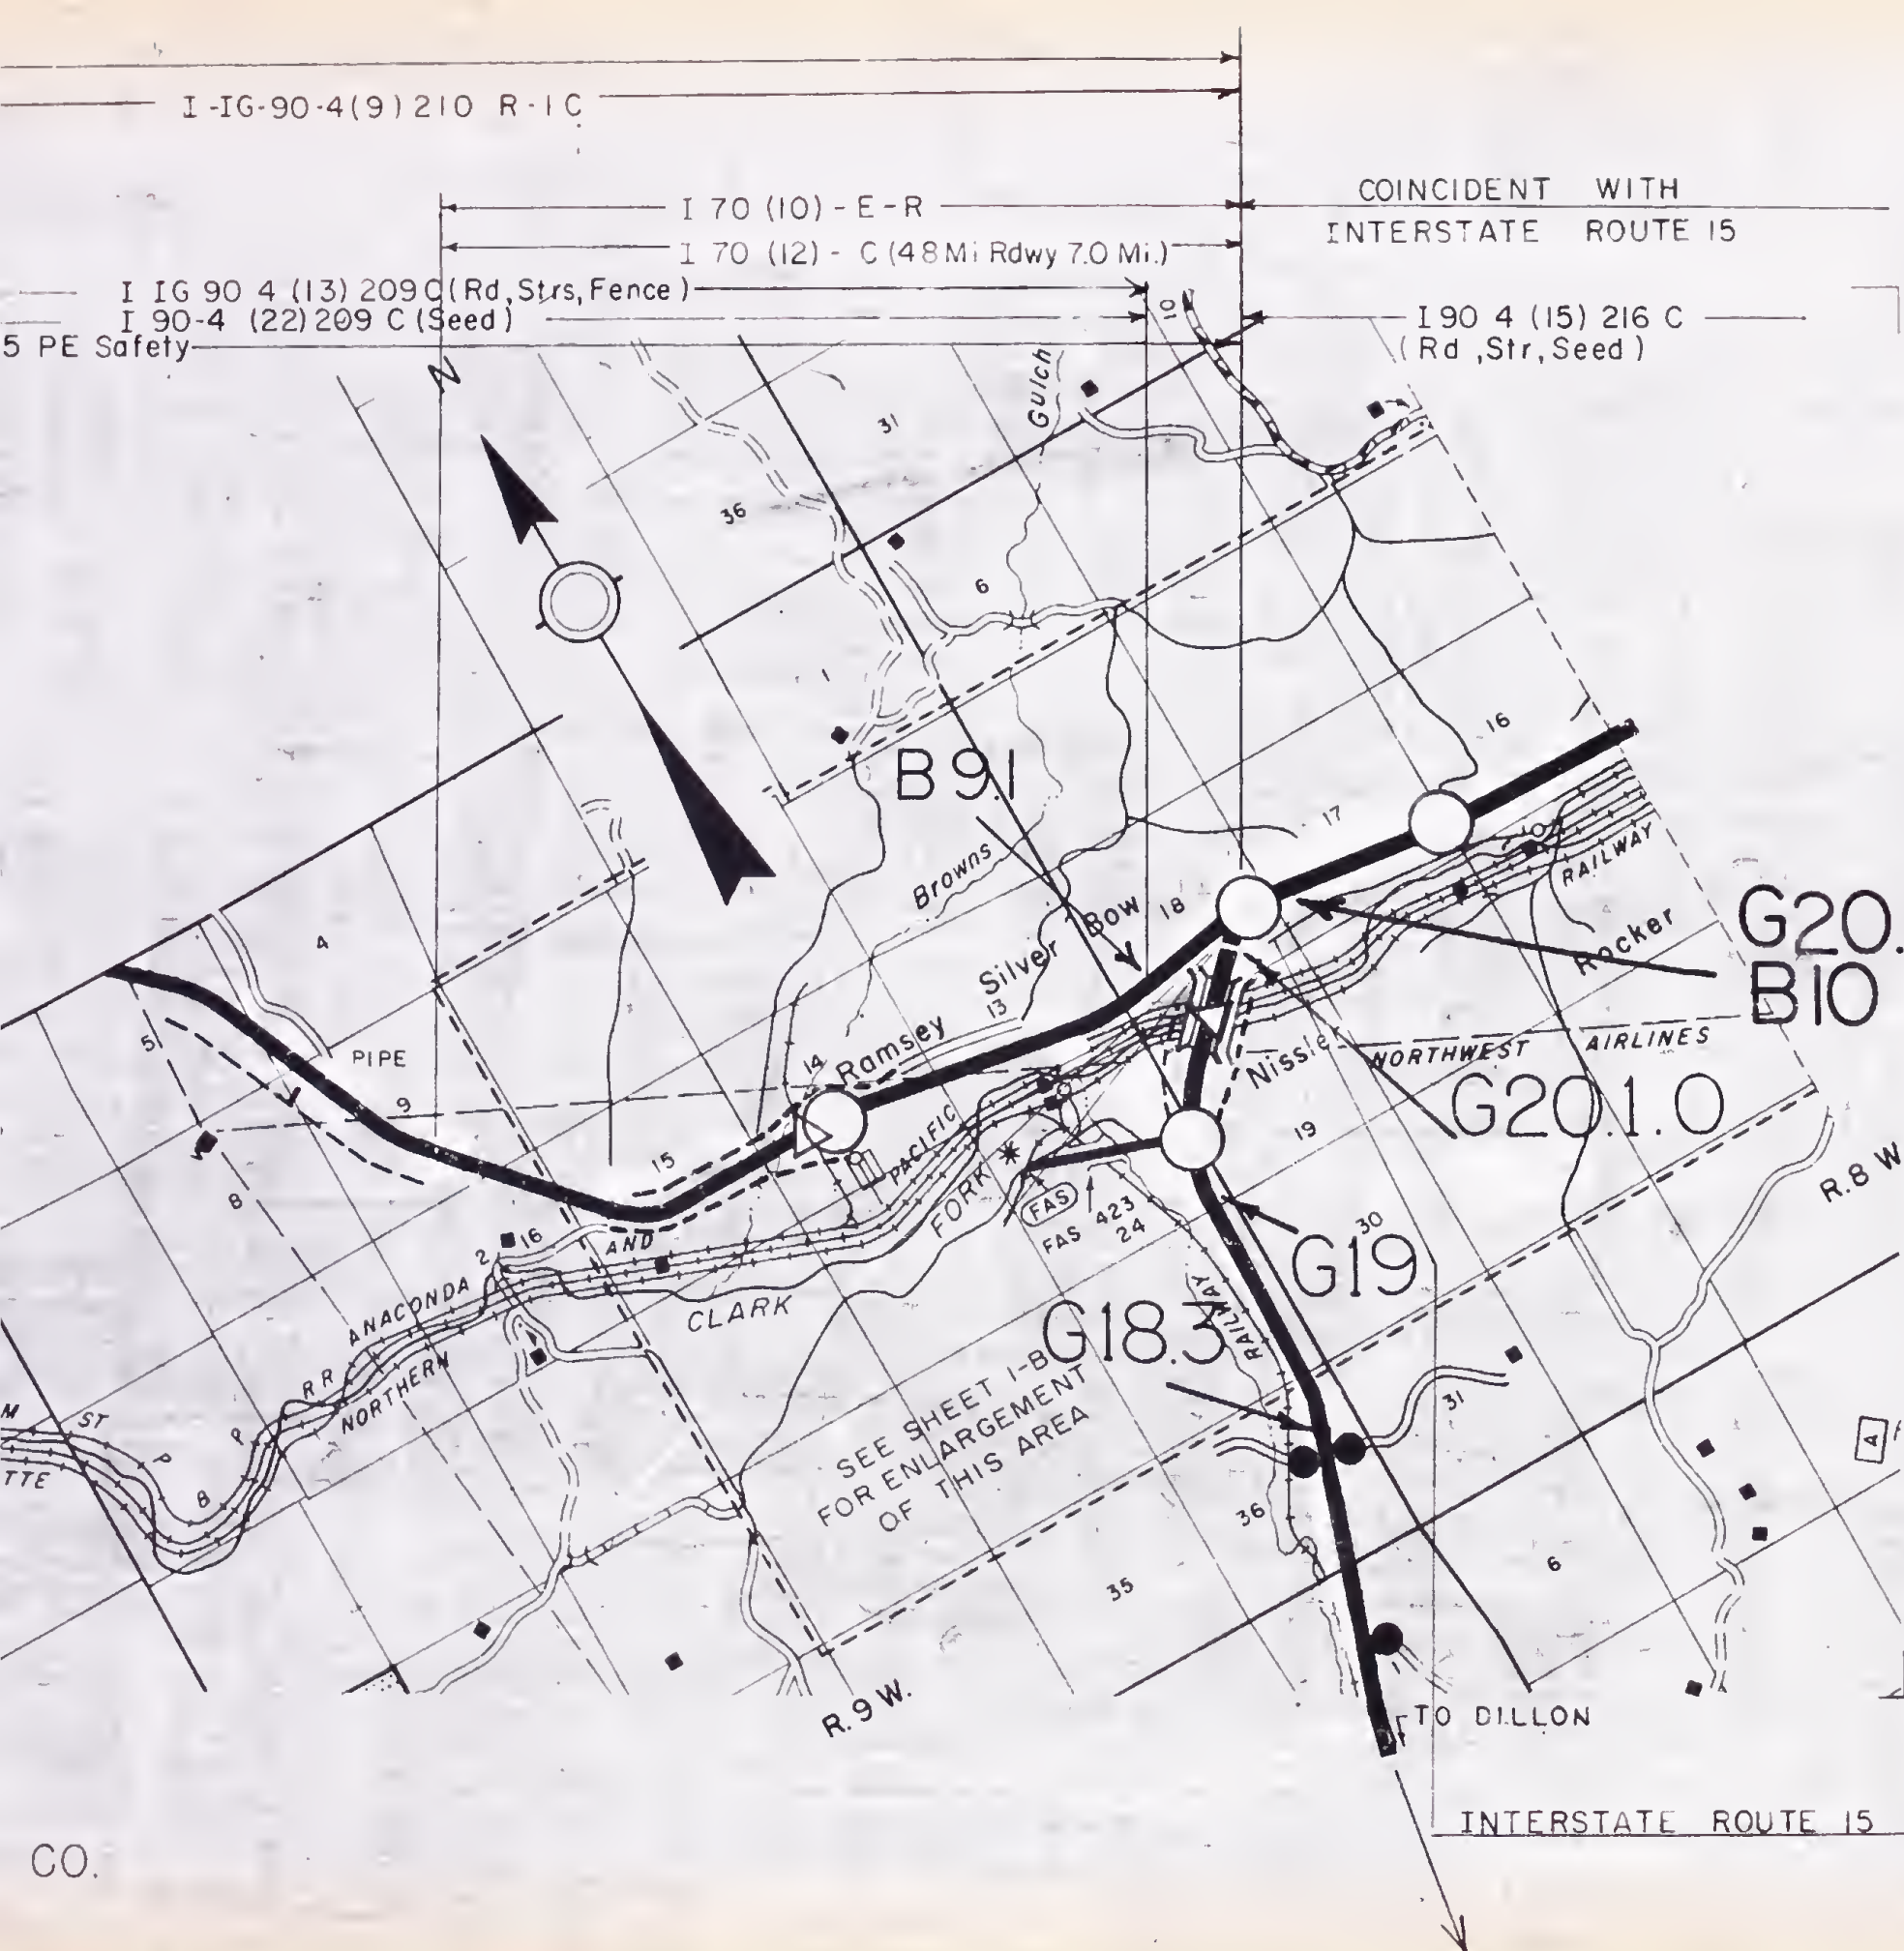 I-IG-90-4(9)210 R-1C
COINCIDENT WITH
INTERSTATE ROUTE 15
I 70 (10) - E-R
I 70 (12) - C (4 8 Mi Rdwy 7.0 Mi.)
I IG 90 4 (13) 209 C (Rd, Strs, Fence)
I 90-4 (22) 209 C (Seed)
5 PE Safety
I 90 4 (15) 216 C
(Rd ,Str, Seed)
N
10
Gulch
31
36
6
1
16
B 9.1
17
Browns
4
Silver Bow
18
13
G20.
B10
RAILWAY
Rocker
5
PIPE
9
14
Ramsey
Nissler
NORTHWEST AIRLINES
G20.1.0
8
15
PACIFIC
FORK
19
R.8 W
FAS
FAS 423
24
30
G19
2
16
AND
ANACONDA
CLARK
RAILWAY
G18.3
RR
NORTHERN
SEE SHEET 1-B
FOR ENLARGEMENT
OF THIS AREA
31
M ST P
P
B
TTE
36
35
6
A
R. 9 W.
TO DILLON
INTERSTATE ROUTE 15
CO.